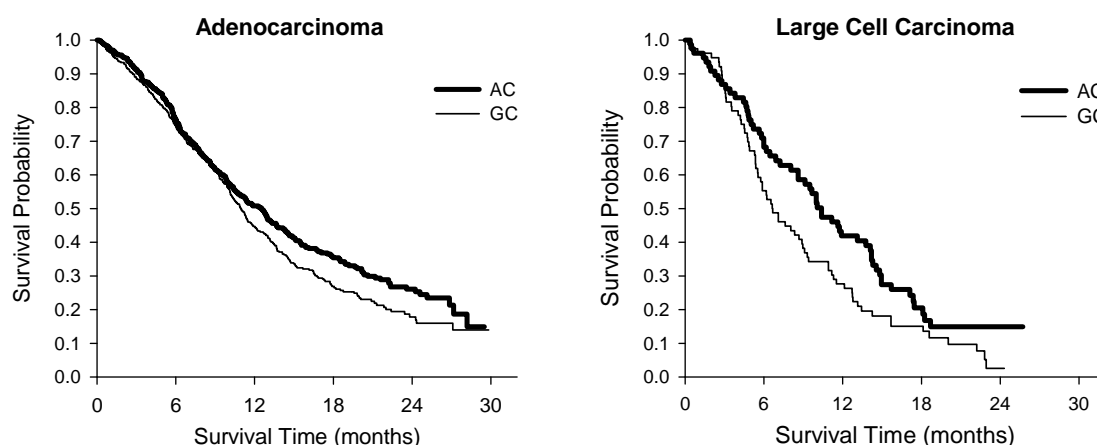 Adenocarcinoma
Survival Probability
1.0
0.9
0.8
0.7
0.6
0.5
0.4
0.3
0.2
0.1
0.0
AC
GC
0 6 12 18 24 30
Survival Time (months)
Large Cell Carcinoma
Survival Probability
1.0
0.9
0.8
0.7
0.6
0.5
0.4
0.3
0.2
0.1
0.0
AC
GC
0 6 12 18 24 30
Survival Time (months)